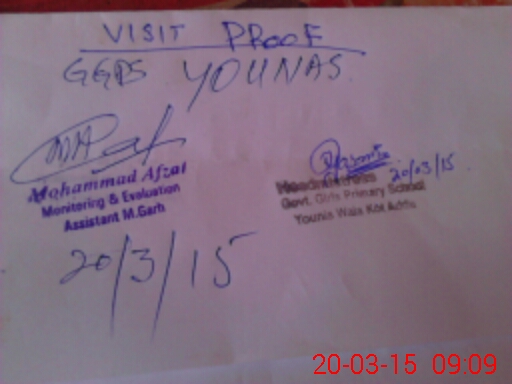 VISIT PROOF
GGPS YOUNAS
Mohammad Afzal
Monitoring & Evaluation
Assistant M.Garh
20/3/15
Headmistress 20/03/15.
Govt. Girls Primary School
Younis Wala Kot Addu
20-03-15 09:09